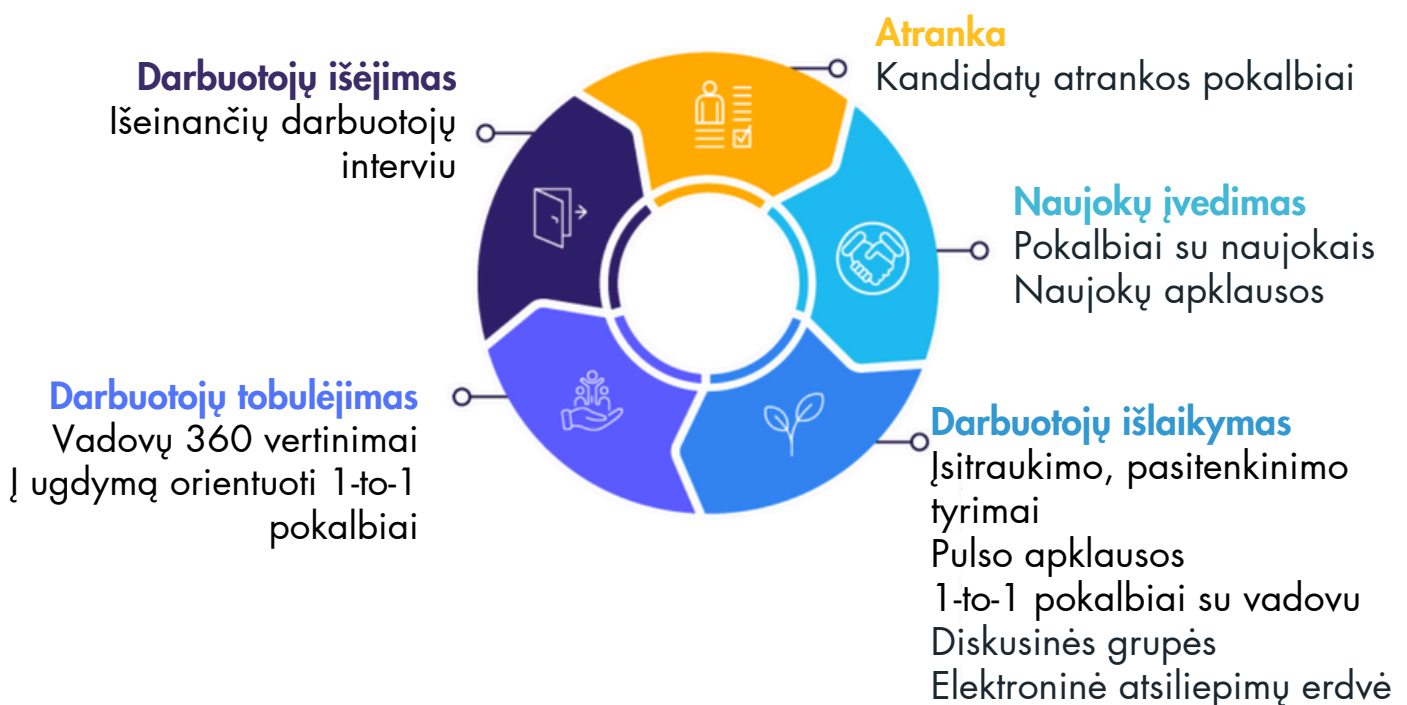 Atranka
Kandidatų atrankos pokalbiai
Naujokų įvedimas
Pokalbiai su naujokais
Naujokų apklausos
Darbuotojų išlaikymas
Įsitraukimo, pasitenkinimo
tyrimai
Pulso apklausos
1-to-1 pokalbiai su vadovu
Diskusinės grupės
Elektroninė atsiliepimų erdvė
Darbuotojų tobulėjimas
Vadovų 360 vertinimai
Į ugdymą orientuoti 1-to-1
pokalbiai
Darbuotojų išėjimas
Išeinančių darbuotojų
interviu